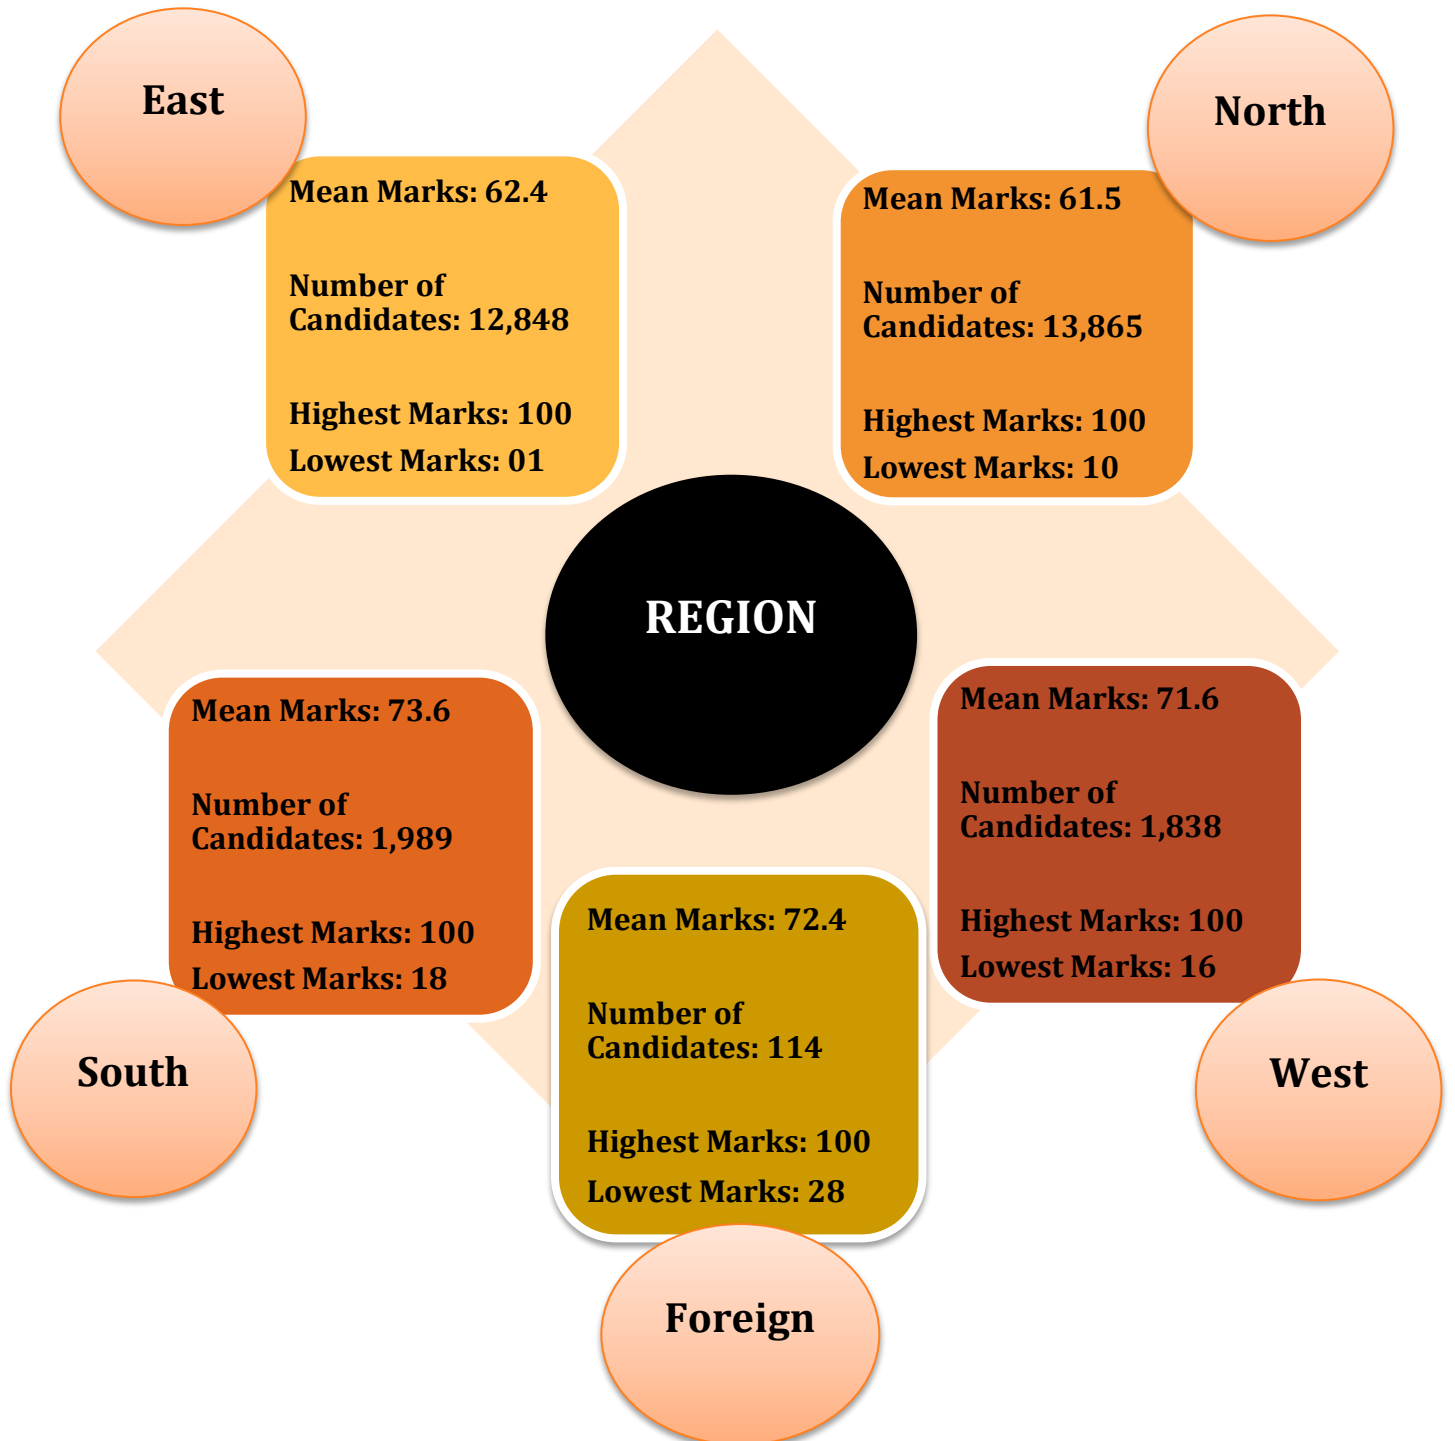 East
Mean Marks: 62.4
Number of
Candidates: 12,848
Highest Marks: 100
Lowest Marks: 01
North
Mean Marks: 61.5
Number of
Candidates: 13,865
Highest Marks: 100
Lowest Marks: 10
REGION
Mean Marks: 73.6
Number of
Candidates: 1,989
Highest Marks: 100
Lowest Marks: 18
South
Mean Marks: 72.4
Number of
Candidates: 114
Highest Marks: 100
Lowest Marks: 28
Foreign
Mean Marks: 71.6
Number of
Candidates: 1,838
Highest Marks: 100
Lowest Marks: 16
West